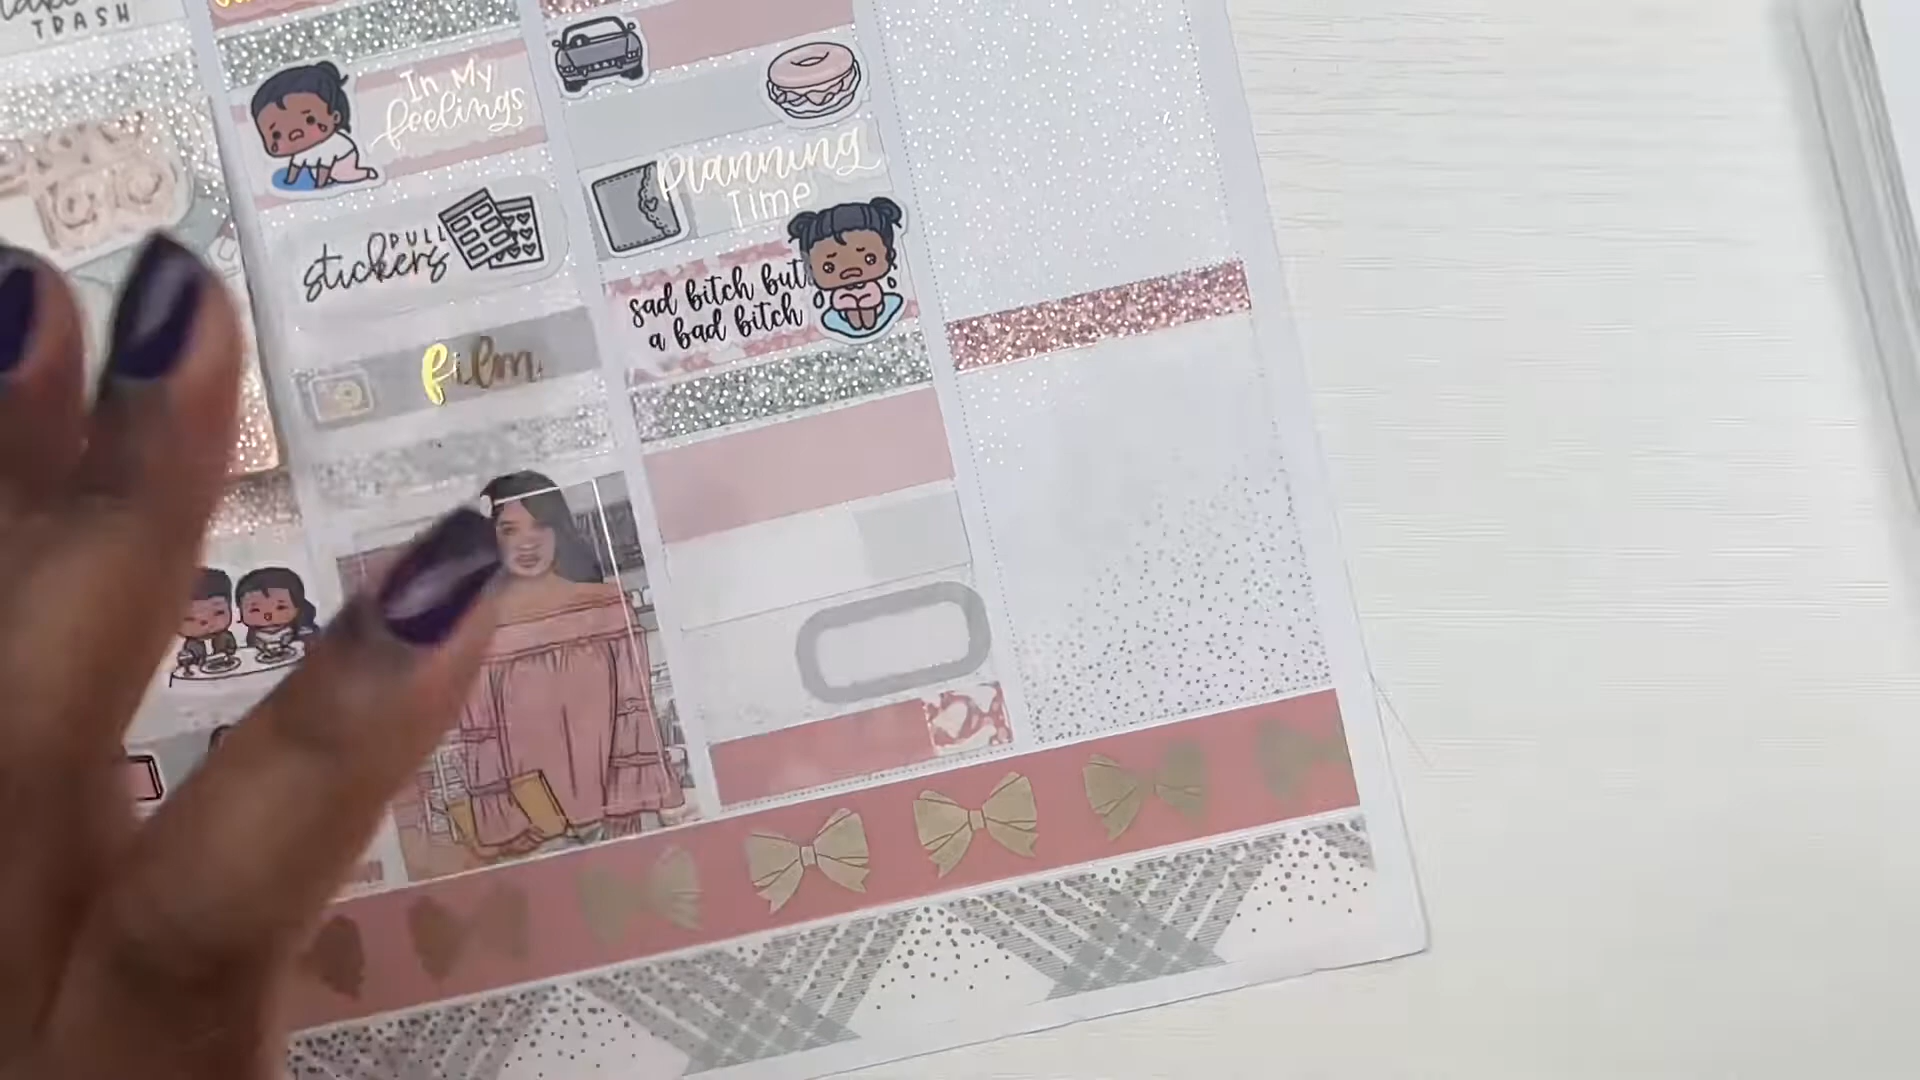 TRASH
In My
feelings
PULL
stickers
film
Planning
Time
sad bitch but
a bad bitch